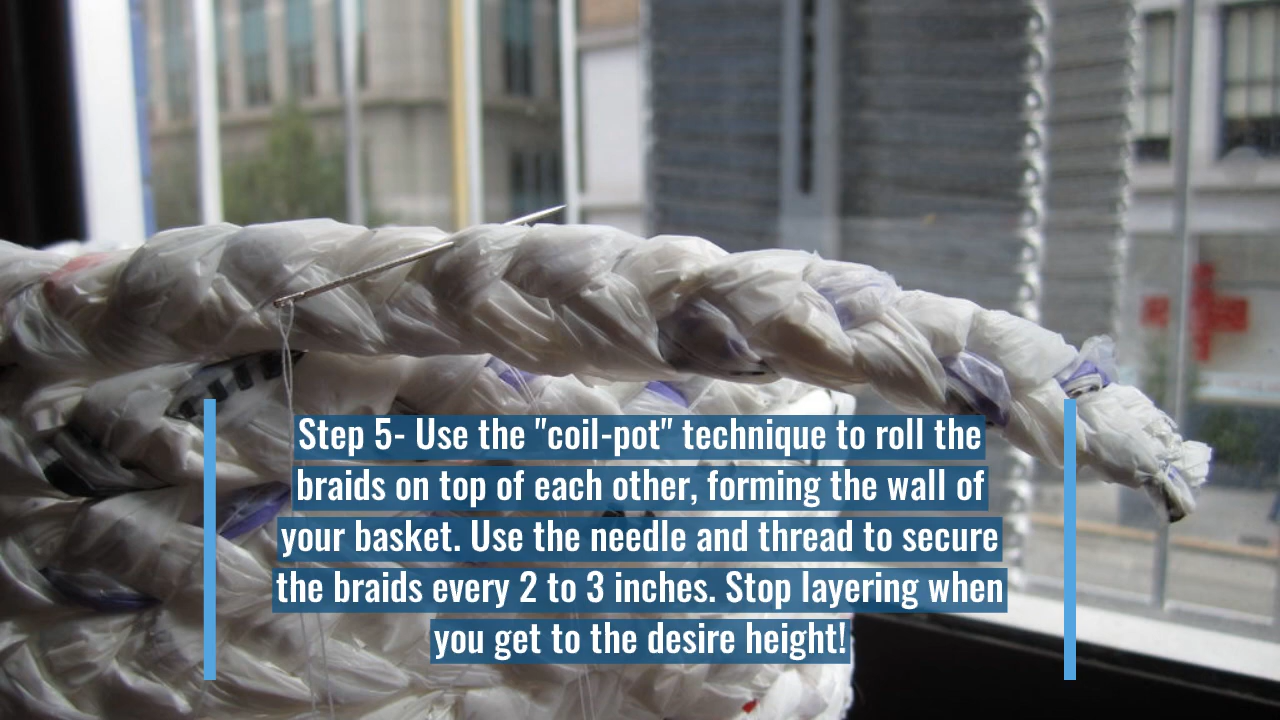 Step 5- Use the "coil-pot" technique to roll the
braids on top of each other, forming the wall of
your basket. Use the needle and thread to secure
the braids every 2 to 3 inches. Stop layering when
you get to the desire height!